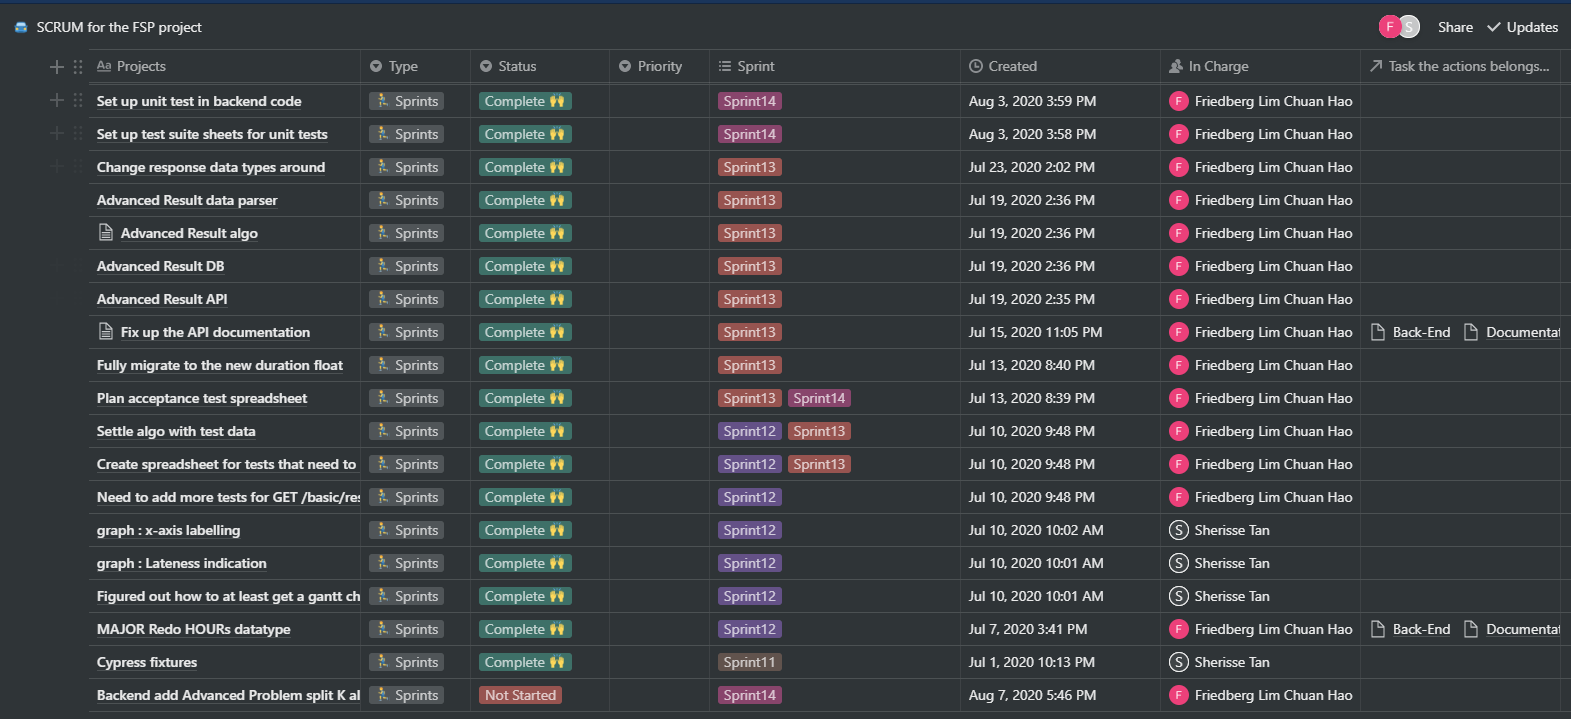 SCRUM for the FSP project F S Share Updates
Aa Projects Type Status Priority Sprint Created In Charge Task the actions belongs...
Set up unit test in backend code Sprints Complete 🙌 Sprint14 Aug 3, 2020 3:59 PM F Friedberg Lim Chuan Hao
Set up test suite sheets for unit tests Sprints Complete 🙌 Sprint14 Aug 3, 2020 3:58 PM F Friedberg Lim Chuan Hao
Change response data types around Sprints Complete 🙌 Sprint13 Jul 23, 2020 2:02 PM F Friedberg Lim Chuan Hao
Advanced Result data parser Sprints Complete 🙌 Sprint13 Jul 19, 2020 2:36 PM F Friedberg Lim Chuan Hao
Advanced Result algo Sprints Complete 🙌 Sprint13 Jul 19, 2020 2:36 PM F Friedberg Lim Chuan Hao
Advanced Result DB Sprints Complete 🙌 Sprint13 Jul 19, 2020 2:36 PM F Friedberg Lim Chuan Hao
Advanced Result API Sprints Complete 🙌 Sprint13 Jul 19, 2020 2:35 PM F Friedberg Lim Chuan Hao
Fix up the API documentation Sprints Complete 🙌 Sprint13 Jul 15, 2020 11:05 PM F Friedberg Lim Chuan Hao Back-End Documentat
Fully migrate to the new duration float Sprints Complete 🙌 Sprint13 Jul 13, 2020 8:40 PM F Friedberg Lim Chuan Hao
Plan acceptance test spreadsheet Sprints Complete 🙌 Sprint13 Sprint14 Jul 13, 2020 8:39 PM F Friedberg Lim Chuan Hao
Settle algo with test data Sprints Complete 🙌 Sprint12 Sprint13 Jul 10, 2020 9:48 PM F Friedberg Lim Chuan Hao
Create spreadsheet for tests that need to Sprints Complete 🙌 Sprint12 Sprint13 Jul 10, 2020 9:48 PM F Friedberg Lim Chuan Hao
Need to add more tests for GET /basic/res Sprints Complete 🙌 Sprint12 Jul 10, 2020 9:48 PM F Friedberg Lim Chuan Hao
graph : x-axis labelling Sprints Complete 🙌 Sprint12 Jul 10, 2020 10:02 AM S Sherisse Tan
graph : Lateness indication Sprints Complete 🙌 Sprint12 Jul 10, 2020 10:01 AM S Sherisse Tan
Figured out how to at least get a gantt ch Sprints Complete 🙌 Sprint12 Jul 10, 2020 10:01 AM S Sherisse Tan
MAJOR Redo HOURs datatype Sprints Complete 🙌 Sprint12 Jul 7, 2020 3:41 PM F Friedberg Lim Chuan Hao Back-End Documentat
Cypress fixtures Sprints Complete 🙌 Sprint11 Jul 1, 2020 10:13 PM S Sherisse Tan
Backend add Advanced Problem split K al Sprints Not Started Sprint14 Aug 7, 2020 5:46 PM F Friedberg Lim Chuan Hao